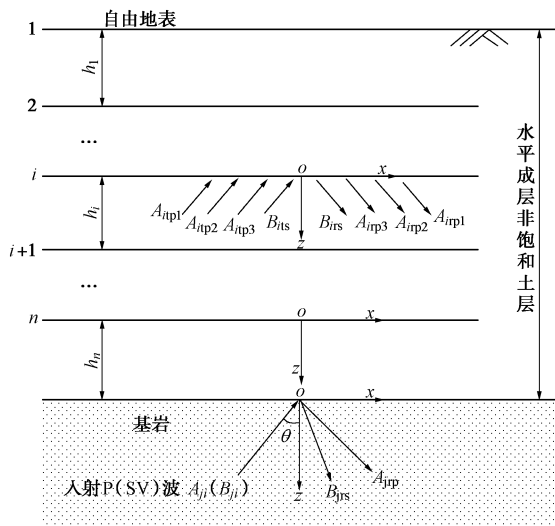 自由地表
1
h1
2
...
i
o
x
Aitp1
Aitp2
Aitp3
Bits
Birs
Airp3
Airp2
Airp1
hi
z
i+1
...
n
o
x
hn
z
o
x
基岩
θ
入射P(SV)波 Aji(Bji)
z
Bjrs
Ajrp
水平成层非饱和土层